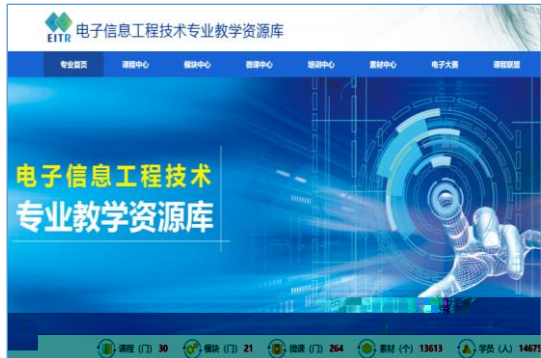 EITR 电子信息工程技术专业教学资源库
专业首页 课程中心 模块中心 微课中心 培训中心 素材中心 电子大赛 课程联盟
电子信息工程技术
专业教学资源库
课程 (门) 30 模块 (门) 21 微课 (门) 264 素材 (个) 13613 学员 (人) 14675